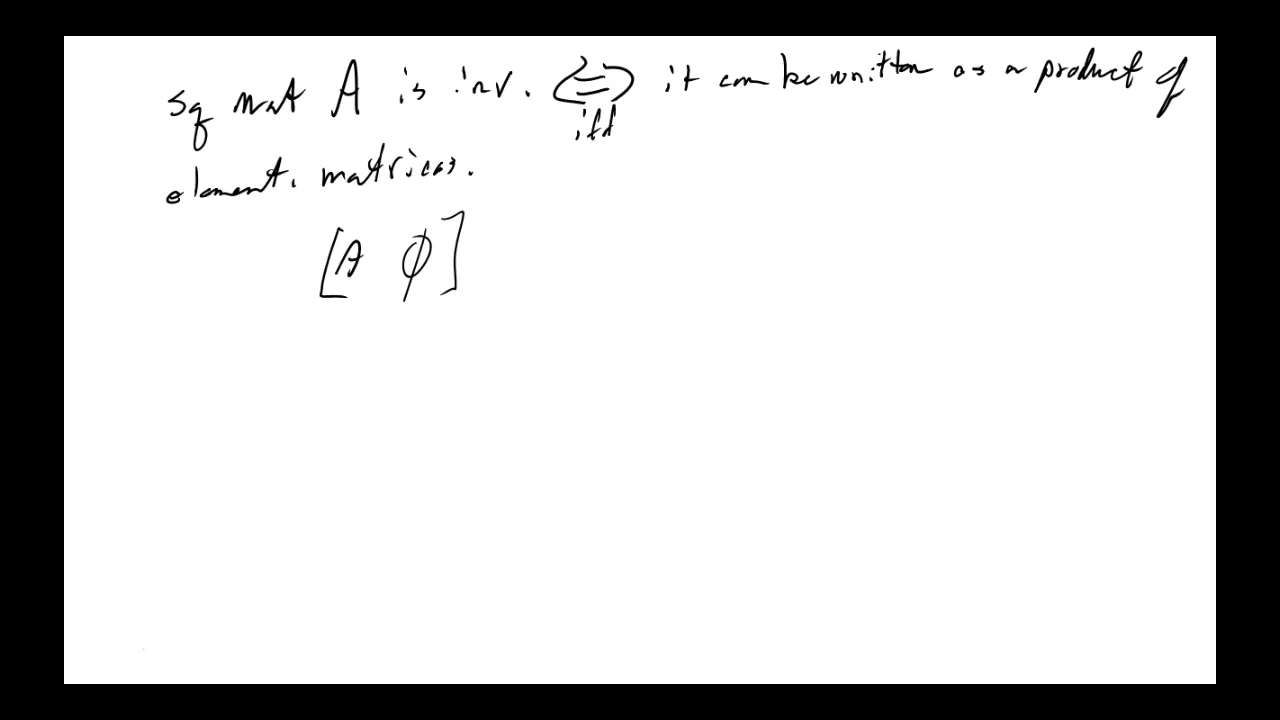 sq mat A is inv. ⟺ it can be written as a product of
iff
element. matrices.
[A ϕ]